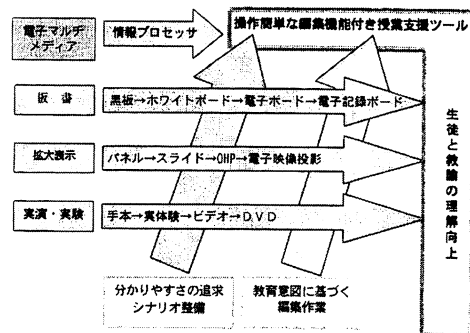 電子マルチ
メディア
情報プロセッサ
操作簡単な編集機能付き授業支援ツール
板 書
黒板→ホワイトボード→電子ボード→電子記録ボード
拡大表示
パネル→スライド→OHP→電子映像投影
実演・実験
手本→実体験→ビデオ→DVD
生徒と教諭の理解向上
分かりやすさの追求
シナリオ整備
教育意図に基づく
編集作業